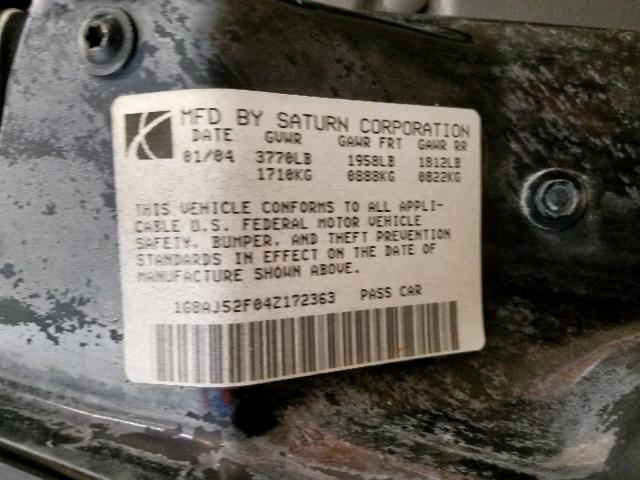 MFD BY SATURN CORPORATION
DATE GVWR GAWR FRT GAWR RR
01/04 3770LB 1958LB 1812LB
1710KG 0888KG 0822KG
THIS VEHICLE CONFORMS TO ALL APPLI-
CABLE U.S. FEDERAL MOTOR VEHICLE
SAFETY, BUMPER, AND THEFT PREVENTION
STANDARDS IN EFFECT ON THE DATE OF
MANUFACTURE SHOWN ABOVE.
1G8AJ52F04Z172363 PASS CAR